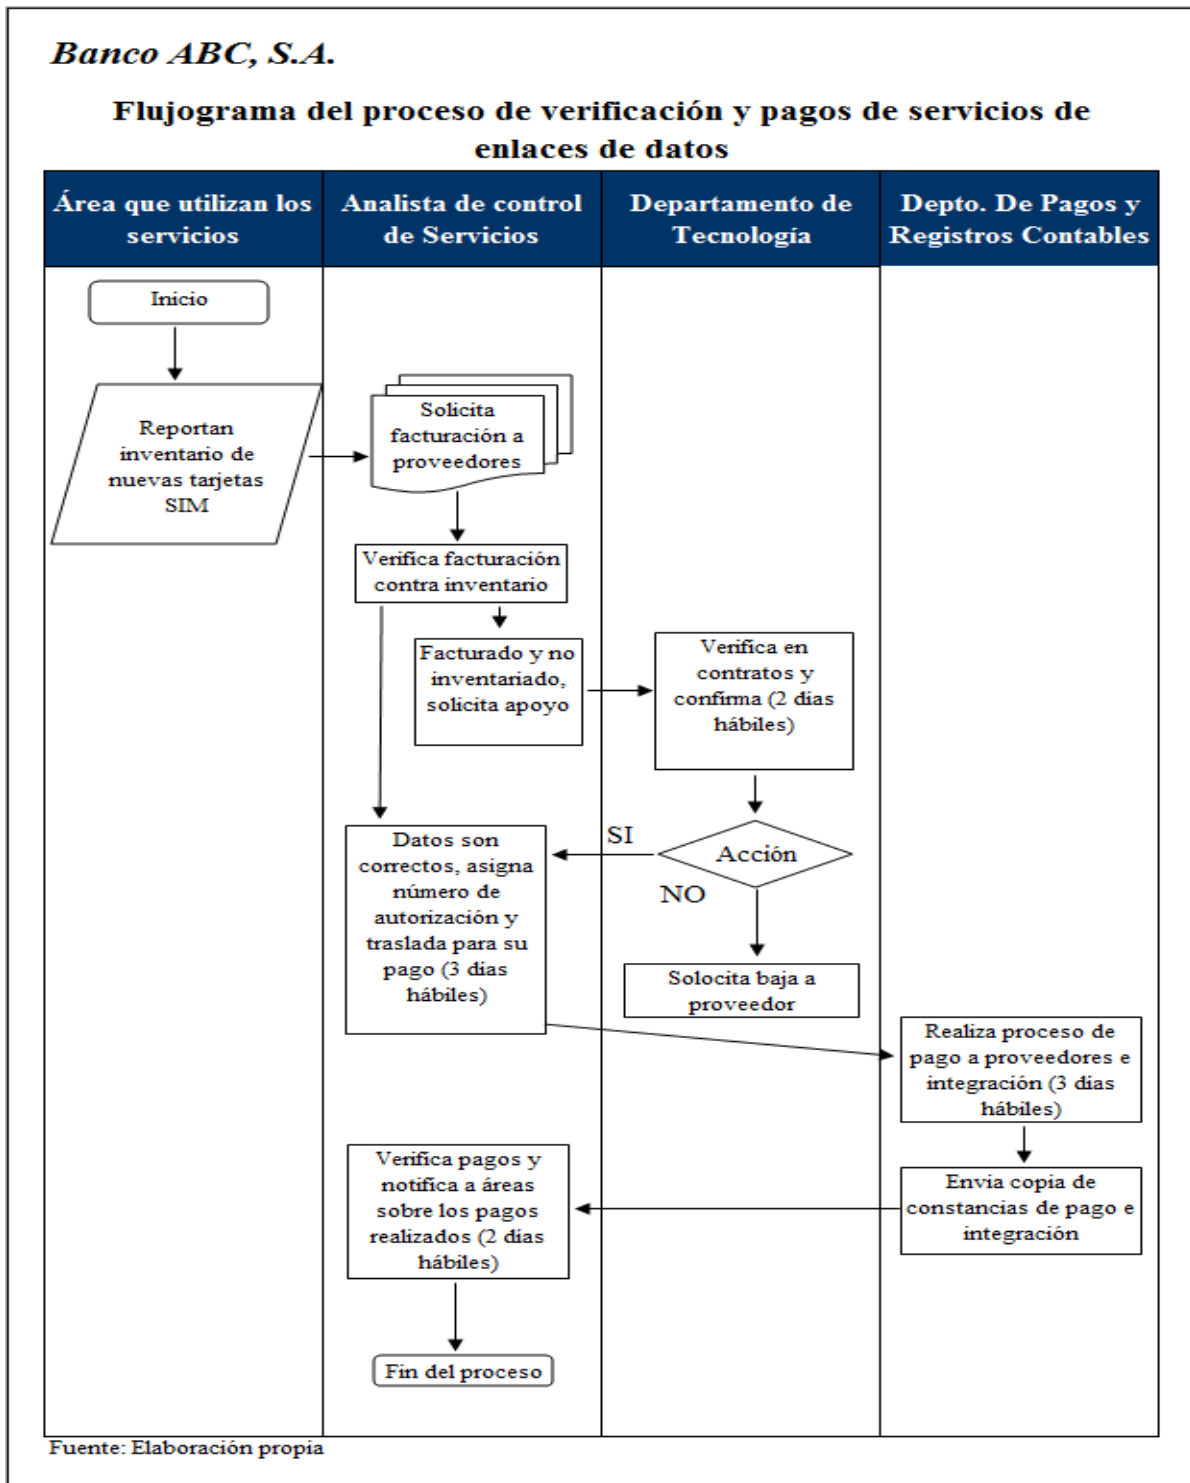 Banco ABC, S.A.
Flujograma del proceso de verificación y pagos de servicios de
enlaces de datos
Área que utilizan los
servicios
Analista de control
de Servicios
Departamento de
Tecnología
Depto. De Pagos y
Registros Contables
Inicio
Reportan
inventario de
nuevas tarjetas
SIM
Solicita
facturación a
proveedores
Verifica facturación
contra inventario
Facturado y no
inventariado,
solicita apoyo
Verifica en
contratos y
confirma (2 días
hábiles)
Acción
SI
NO
Datos son
correctos, asigna
número de
autorización y
traslada para su
pago (3 días
hábiles)
Solocita baja a
proveedor
Realiza proceso de
pago a proveedores e
integración (3 días
hábiles)
Envia copia de
constancias de pago e
integración
Verifica pagos y
notifica a áreas
sobre los pagos
realizados (2 días
hábiles)
Fin del proceso
Fuente: Elaboración propia